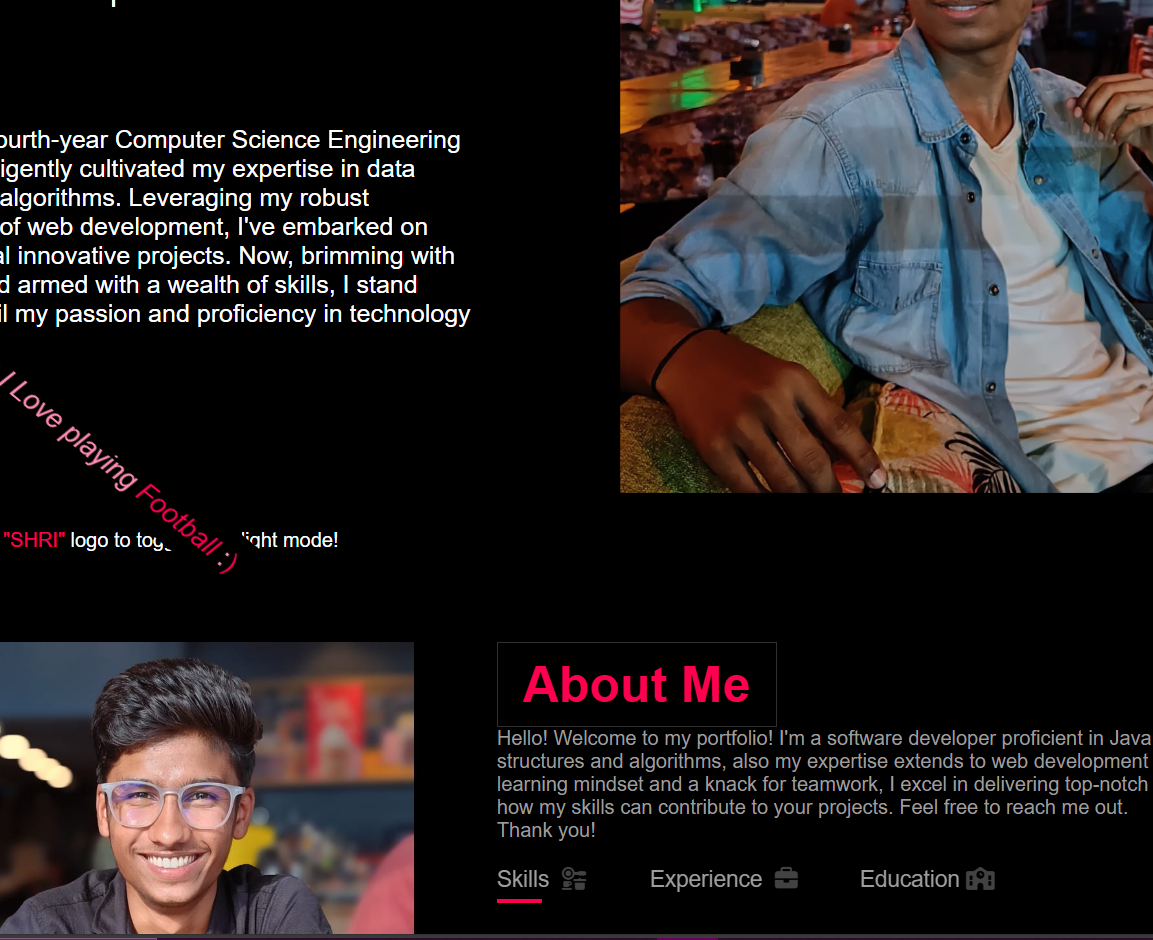 ourth-year Computer Science Engineering
igently cultivated my expertise in data
algorithms. Leveraging my robust
of web development, I've embarked on
al innovative projects. Now, brimming with
d armed with a wealth of skills, I stand
il my passion and proficiency in technology
I Love playing Football :)
"SHRI" logo to togg ight mode!
About Me
Hello! Welcome to my portfolio! I'm a software developer proficient in Java
structures and algorithms, also my expertise extends to web development
learning mindset and a knack for teamwork, I excel in delivering top-notch
how my skills can contribute to your projects. Feel free to reach me out.
Thank you!
Skills Experience Education